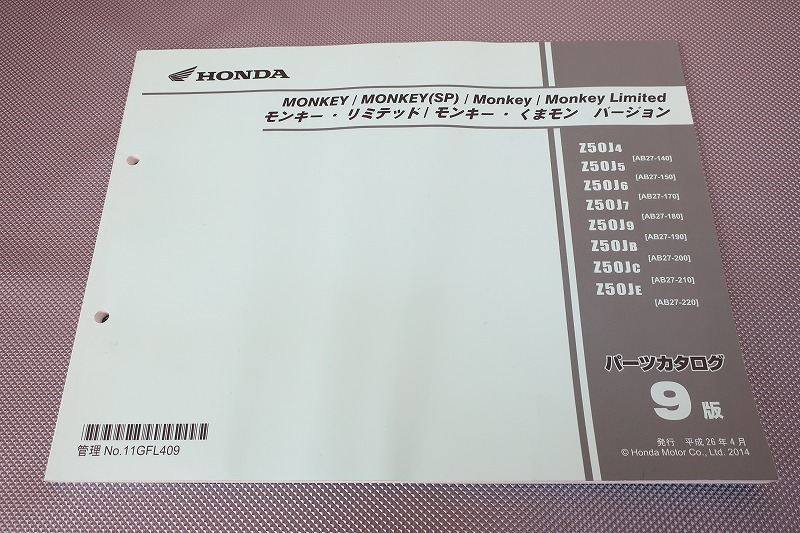 HONDA
MONKEY / MONKEY(SP) / Monkey / Monkey Limited
モンキー ・ リミテッド / モンキー ・ くまモン バージョン
Z50J4 [AB27-140]
Z50J5 [AB27-150]
Z50J6 [AB27-170]
Z50J7 [AB27-180]
Z50J9 [AB27-190]
Z50JB [AB27-200]
Z50JC [AB27-210]
Z50JE [AB27-220]
パーツカタログ
9 版
発行 平成 26 年 4 月
© Honda Motor Co., Ltd. 2014
管理 No.11GFL409